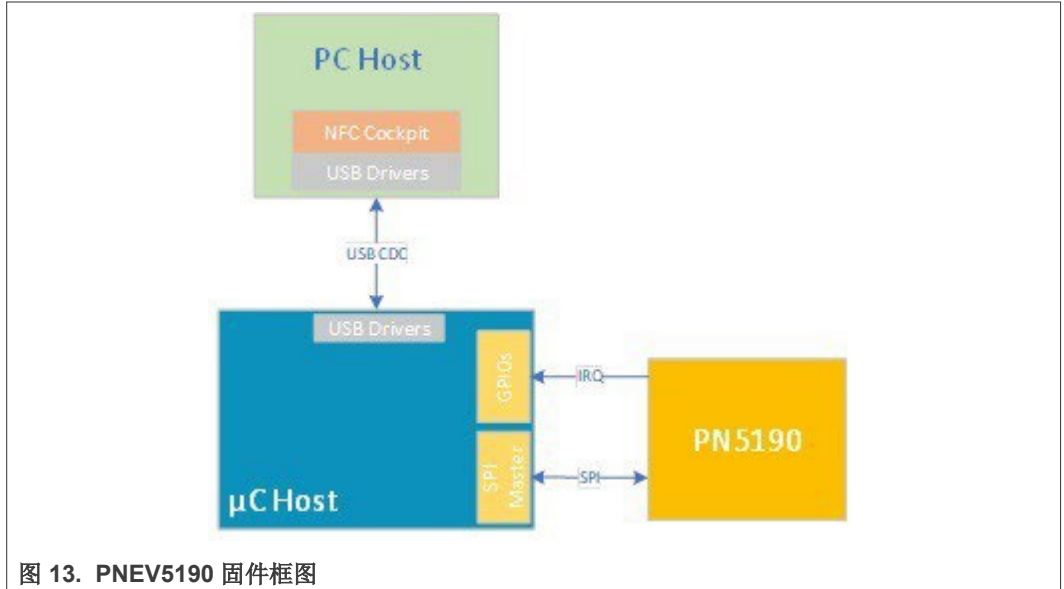 PC Host
NFC Cockpit
USB Drivers
USB CDC
USB Drivers
GPIOs
IRQ
PN5190
SPI
Master
SPI
µC Host
图 13. PNEV5190 固件框图